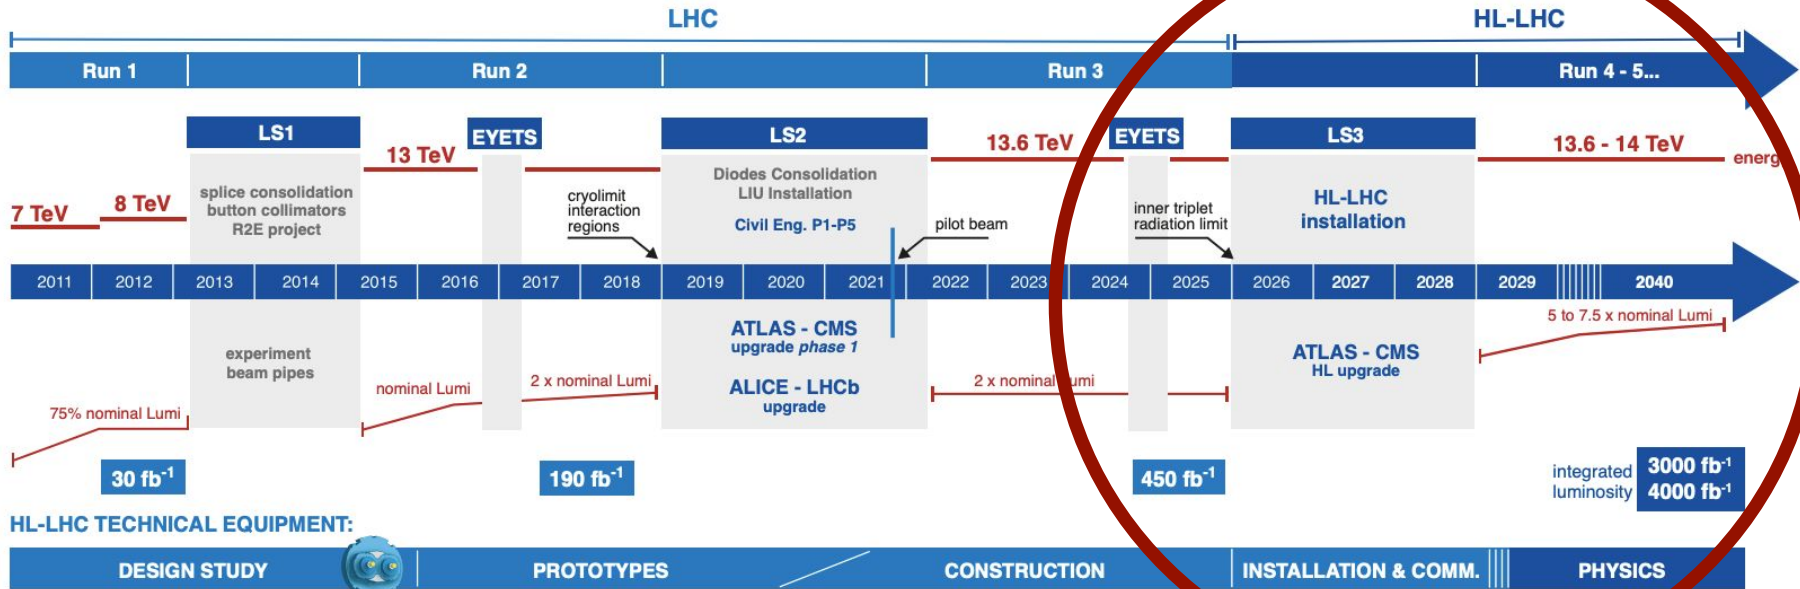 LHC
HL-LHC
Run 1
Run 2
Run 3
Run 4 - 5...
LS1
EYETS
LS2
EYETS
LS3
13 TeV
13.6 TeV
13.6 - 14 TeV
energ
7 TeV
8 TeV
splice consolidation
button collimators
R2E project
cryolimit
interaction
regions
Diodes Consolidation
LIU Installation
Civil Eng. P1-P5
pilot beam
inner triplet
radiation limit
HL-LHC
installation
2011
2012
2013
2014
2015
2016
2017
2018
2019
2020
2021
2022
2023
2024
2025
2026
2027
2028
2029
2040
5 to 7.5 x nominal Lumi
experiment
beam pipes
ATLAS - CMS
upgrade phase 1
ALICE - LHCb
upgrade
ATLAS - CMS
HL upgrade
75% nominal Lumi
nominal Lumi
2 x nominal Lumi
2 x nominal Lumi
30 fb⁻¹
190 fb⁻¹
450 fb⁻¹
integrated
luminosity
3000 fb⁻¹
4000 fb⁻¹
HL-LHC TECHNICAL EQUIPMENT:
DESIGN STUDY
PROTOTYPES
CONSTRUCTION
INSTALLATION & COMM.
PHYSICS